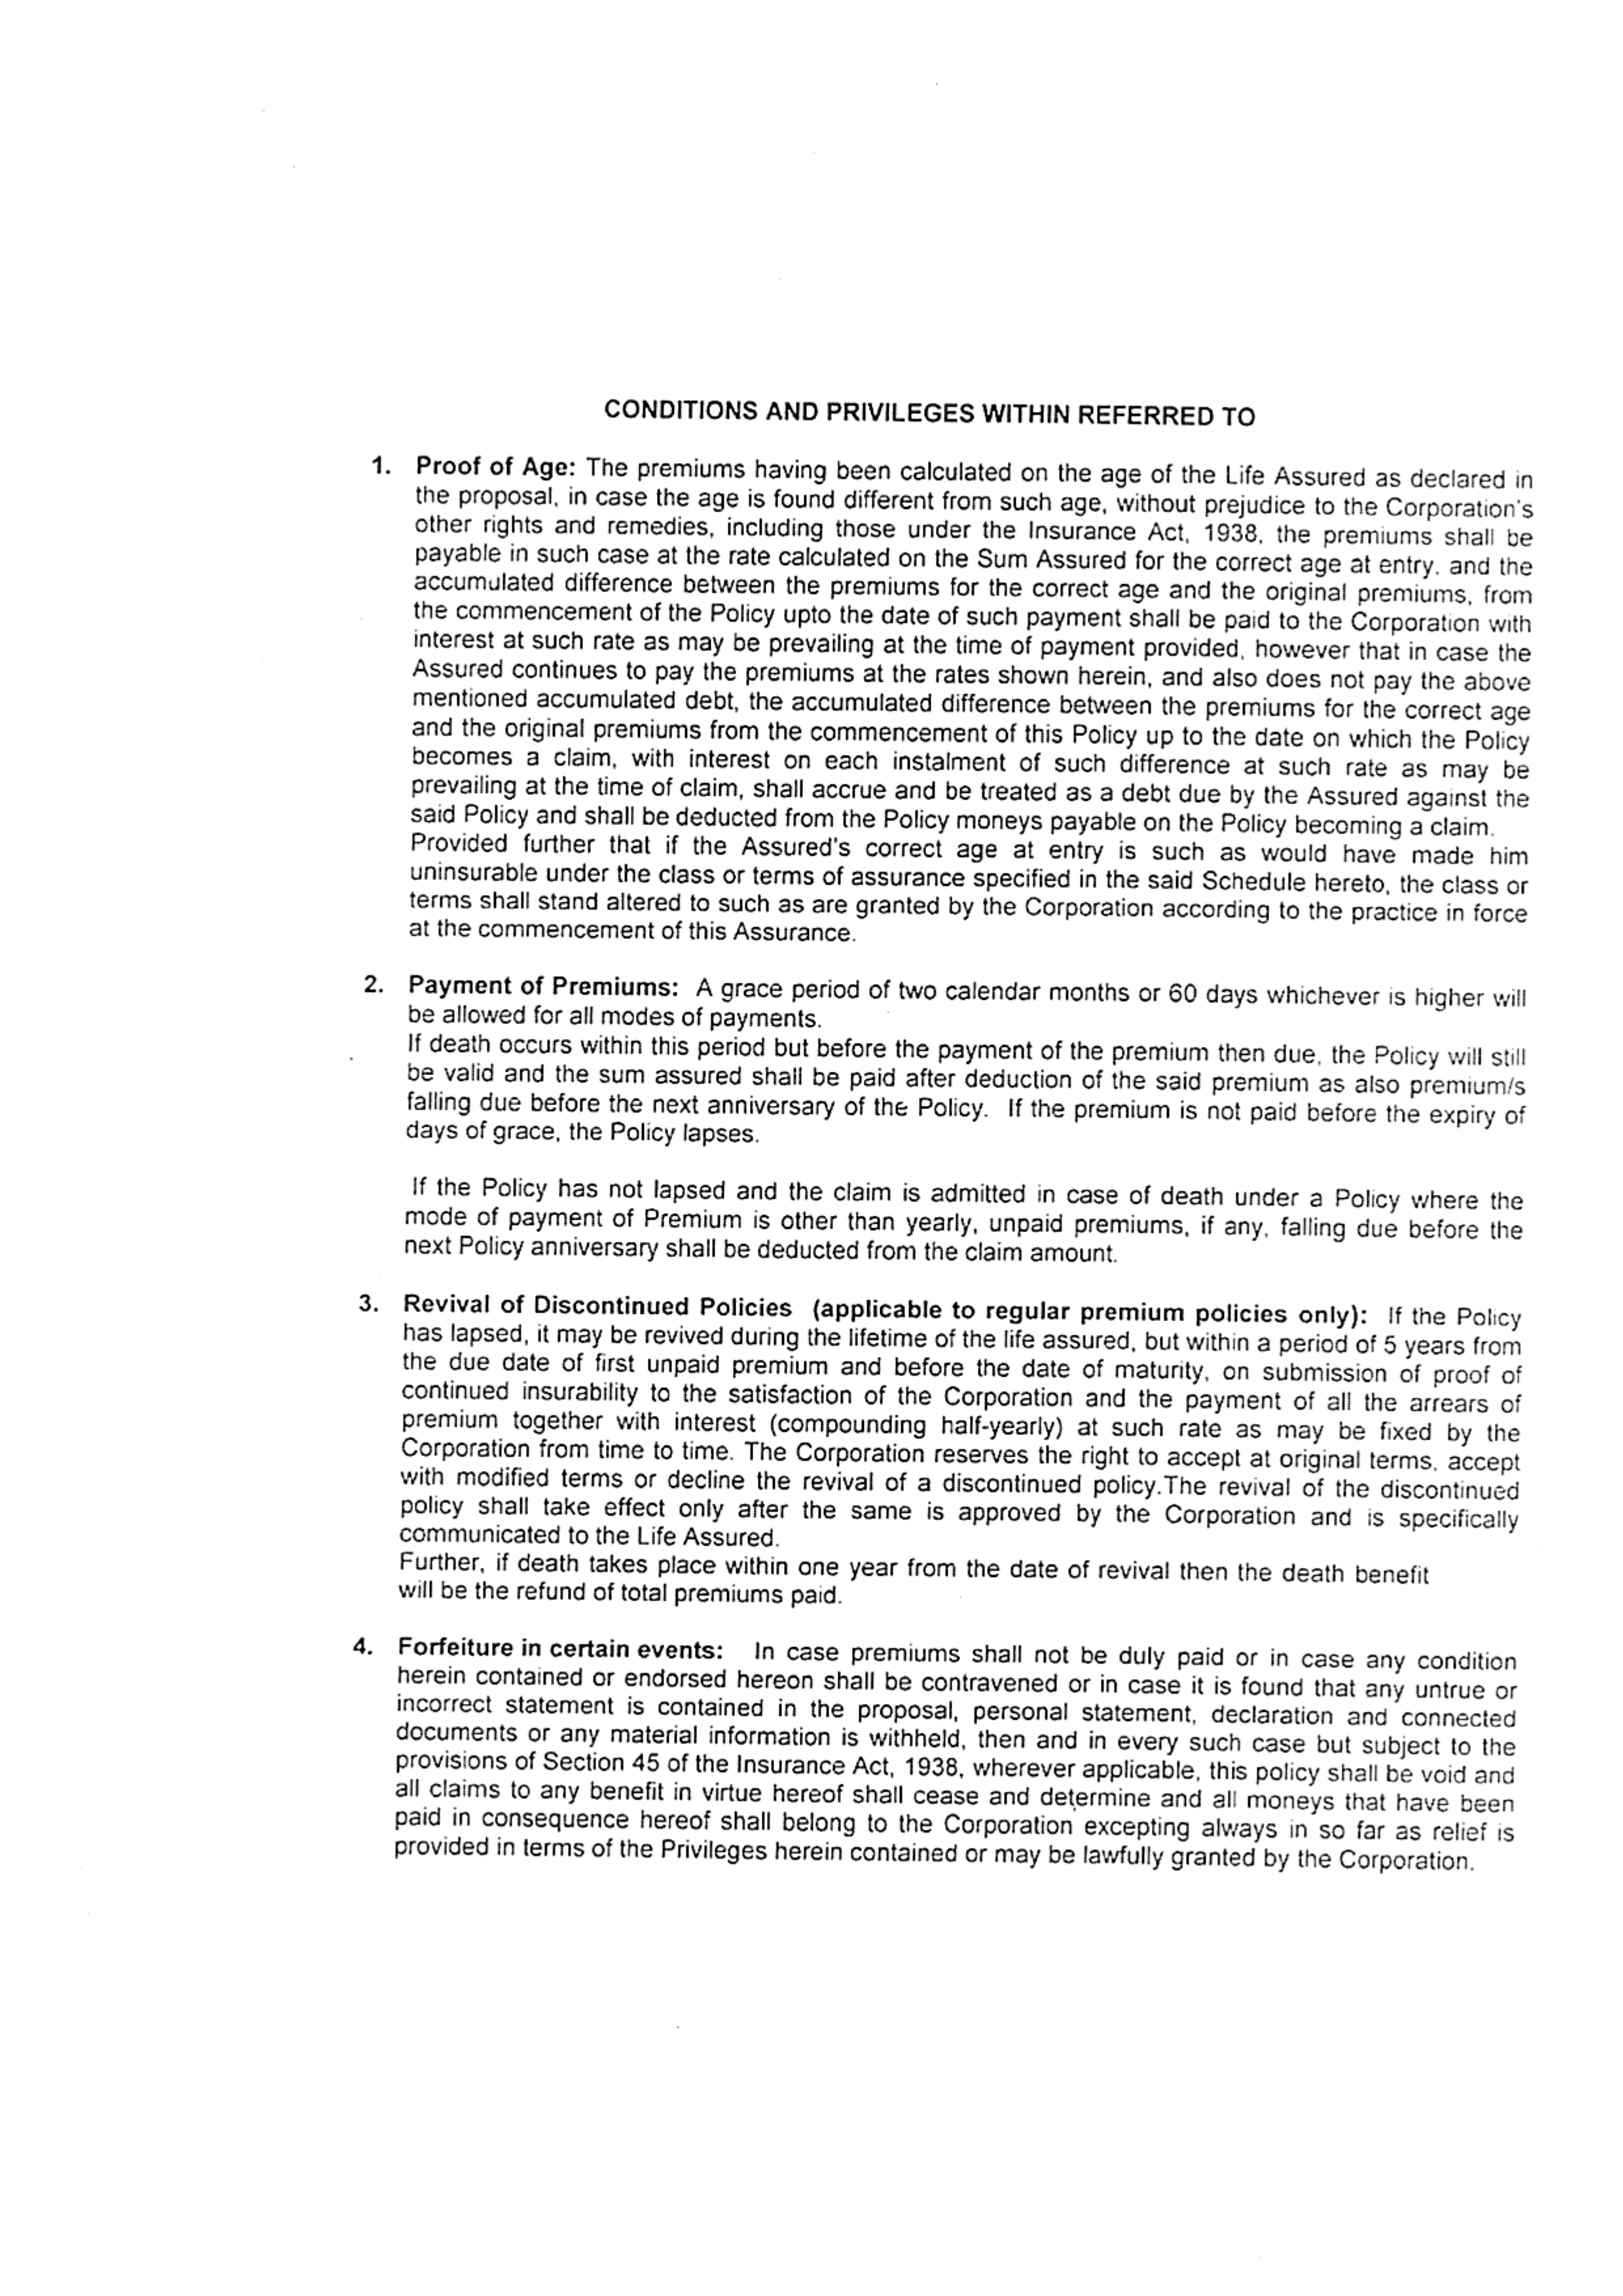 CONDITIONS AND PRIVILEGES WITHIN REFERRED TO
1. Proof of Age: The premiums having been calculated on the age of the Life Assured as declared in
the proposal, in case the age is found different from such age, without prejudice to the Corporation's
other rights and remedies, including those under the Insurance Act, 1938, the premiums shall be
payable in such case at the rate calculated on the Sum Assured for the correct age at entry. and the
accumulated difference between the premiums for the correct age and the original premiums, from
the commencement of the Policy upto the date of such payment shall be paid to the Corporation with
interest at such rate as may be prevailing at the time of payment provided, however that in case the
Assured continues to pay the premiums at the rates shown herein, and also does not pay the above
mentioned accumulated debt, the accumulated difference between the premiums for the correct age
and the original premiums from the commencement of this Policy up to the date on which the Policy
becomes a claim, with interest on each instalment of such difference at such rate as may be
prevailing at the time of claim, shall accrue and be treated as a debt due by the Assured against the
said Policy and shall be deducted from the Policy moneys payable on the Policy becoming a claim.
Provided further that if the Assured's correct age at entry is such as would have made him
uninsurable under the class or terms of assurance specified in the said Schedule hereto, the class or
terms shall stand altered to such as are granted by the Corporation according to the practice in force
at the commencement of this Assurance.
2. Payment of Premiums: A grace period of two calendar months or 60 days whichever is higher will
be allowed for all modes of payments.
If death occurs within this period but before the payment of the premium then due, the Policy will still
be valid and the sum assured shall be paid after deduction of the said premium as also premium/s
falling due before the next anniversary of the Policy. If the premium is not paid before the expiry of
days of grace, the Policy lapses.
If the Policy has not lapsed and the claim is admitted in case of death under a Policy where the
mode of payment of Premium is other than yearly, unpaid premiums, if any, falling due before the
next Policy anniversary shall be deducted from the claim amount.
3. Revival of Discontinued Policies (applicable to regular premium policies only): If the Policy
has lapsed, it may be revived during the lifetime of the life assured, but within a period of 5 years from
the due date of first unpaid premium and before the date of maturity, on submission of proof of
continued insurability to the satisfaction of the Corporation and the payment of all the arrears of
premium together with interest (compounding half-yearly) at such rate as may be fixed by the
Corporation from time to time. The Corporation reserves the right to accept at original terms, accept
with modified terms or decline the revival of a discontinued policy.The revival of the discontinued
policy shall take effect only after the same is approved by the Corporation and is specifically
communicated to the Life Assured.
Further, if death takes place within one year from the date of revival then the death benefit
will be the refund of total premiums paid.
4. Forfeiture in certain events: In case premiums shall not be duly paid or in case any condition
herein contained or endorsed hereon shall be contravened or in case it is found that any untrue or
incorrect statement is contained in the proposal, personal statement, declaration and connected
documents or any material information is withheld, then and in every such case but subject to the
provisions of Section 45 of the Insurance Act, 1938, wherever applicable, this policy shall be void and
all claims to any benefit in virtue hereof shall cease and determine and all moneys that have been
paid in consequence hereof shall belong to the Corporation excepting always in so far as relief is
provided in terms of the Privileges herein contained or may be lawfully granted by the Corporation.